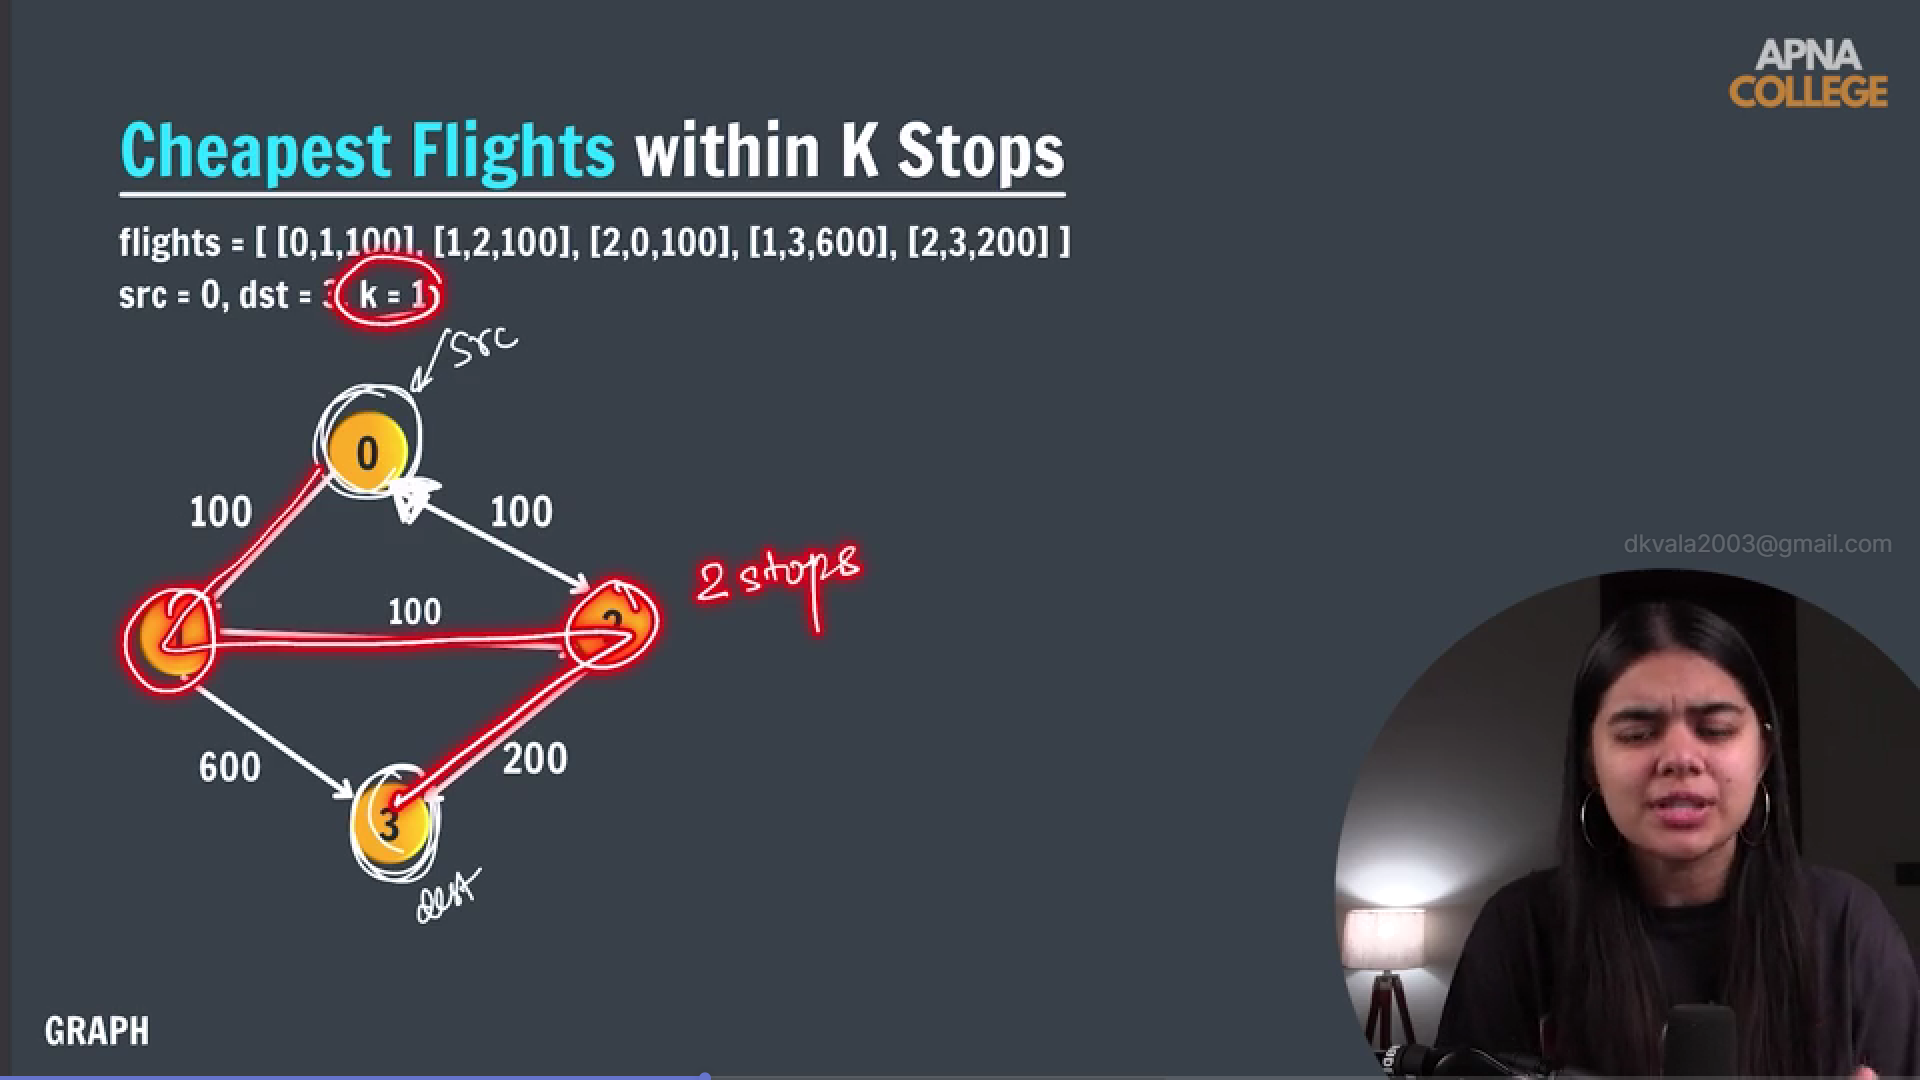 APNA
COLLEGE
Cheapest Flights within K Stops
flights = [ [0,1,100], [1,2,100], [2,0,100], [1,3,600], [2,3,200] ]
src = 0, dst = 3 k = 1
src
0
100
100
2 stops
100
1
2
600
200
3
dest
dkvala2003@gmail.com
GRAPH